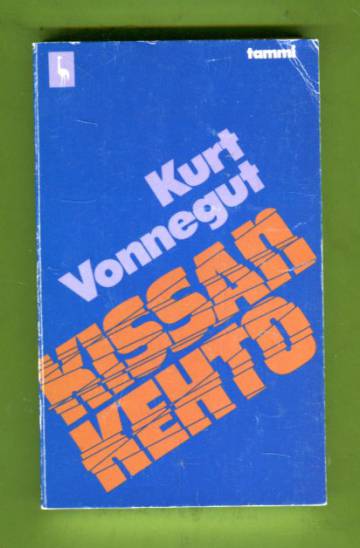 tammi
Kurt
Vonnegut
KISSAN
KEHTO